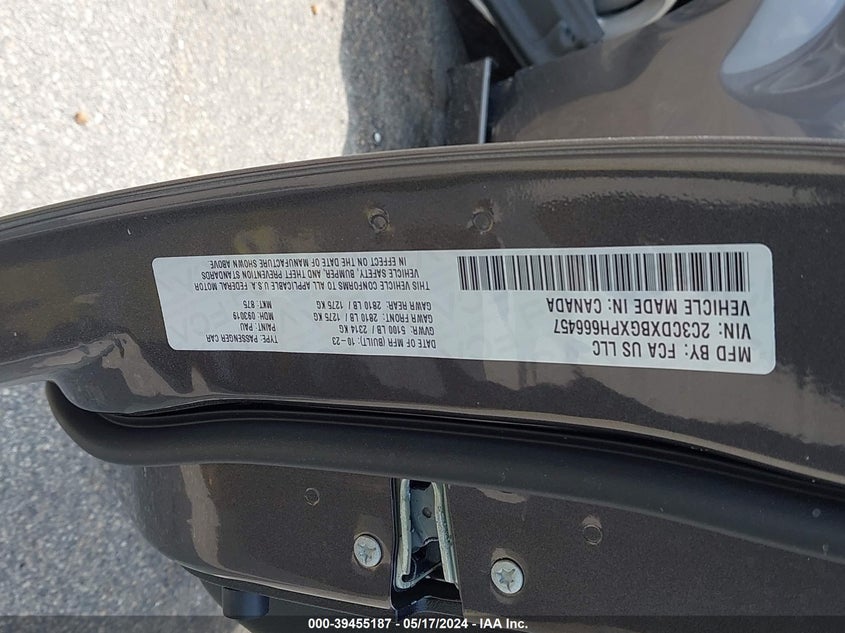 MFD BY: FCA US LLC
VIN: 2C3CDXBGXPH666457
VEHICLE MADE IN: CANADA
DATE OF MFR (BUILT): 10-23
GVWR: 5100 LB / 2314 KG
GAWR FRONT: 2810 LB / 1275 KG
GAWR REAR: 2810 LB / 1275 KG
TYPE: PASSENGER CAR
PAINT: PAU
MDH: 093019
MKT: 875
THIS VEHICLE CONFORMS TO ALL APPLICABLE U.S.A. FEDERAL MOTOR
VEHICLE SAFETY, BUMPER, AND THEFT PREVENTION STANDARDS
IN EFFECT ON THE DATE OF MANUFACTURE SHOWN ABOVE
000-39455187 - 05/17/2024 - IAA Inc.